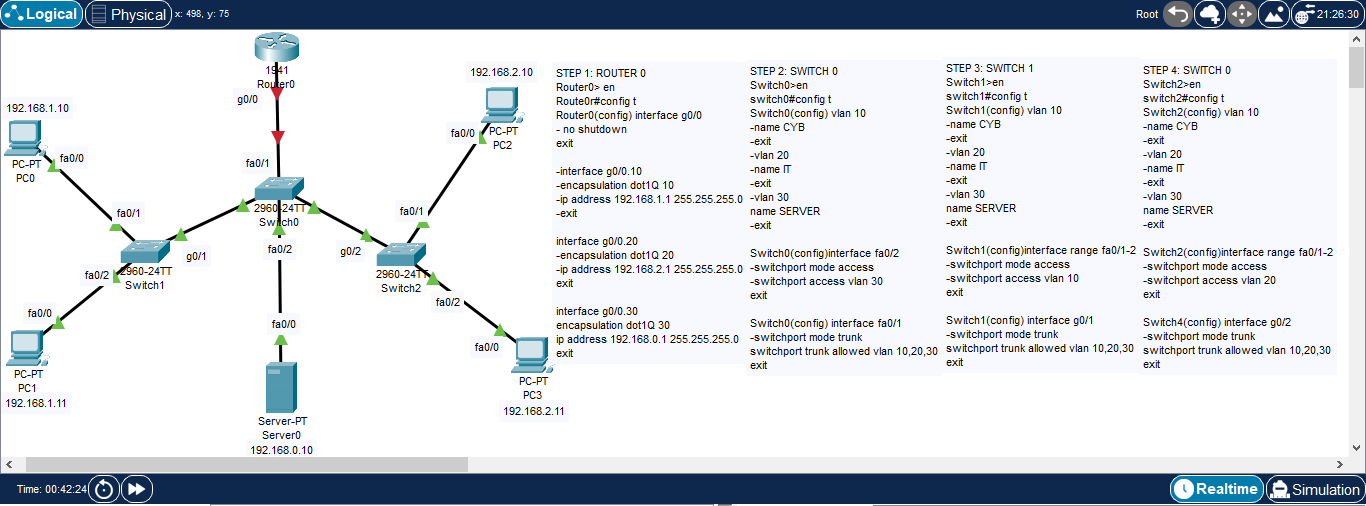 Logical
Physical
x: 498, y: 75
Root
21:26:30
1941
Router0
g0/0
192.168.1.10
fa0/0
PC-PT
PC0
192.168.2.10
fa0/0
PC-PT
PC2
fa0/1
2960-24TT
Switch0
fa0/1
fa0/1
g0/1
fa0/2
g0/2
fa0/2
2960-24TT
Switch1
2960-24TT
Switch2
fa0/2
fa0/0
PC-PT
PC1
192.168.1.11
fa0/0
Server-PT
Server0
192.168.0.10
fa0/0
PC-PT
PC3
192.168.2.11
STEP 1: ROUTER 0
Router0> en
Route0r#config t
Router0(config) interface g0/0
- no shutdown
exit
-interface g0/0.10
-encapsulation dot1Q 10
-ip address 192.168.1.1 255.255.255.0
-exit
interface g0/0.20
-encapsulation dot1Q 20
-ip address 192.168.2.1 255.255.255.0
exit
interface g0/0.30
encapsulation dot1Q 30
ip address 192.168.0.1 255.255.255.0
exit
STEP 2: SWITCH 0
Switch0>en
switch0#config t
Switch0(config) vlan 10
-name CYB
-exit
-vlan 20
-name IT
-exit
-vlan 30
name SERVER
-exit
Switch0(config)interface fa0/2
-switchport mode access
-switchport access vlan 30
exit
Switch0(config) interface fa0/1
-switchport mode trunk
switchport trunk allowed vlan 10,20,30
exit
STEP 3: SWITCH 1
Switch1>en
switch1#config t
Switch1(config) vlan 10
-name CYB
-exit
-vlan 20
-name IT
-exit
-vlan 30
name SERVER
-exit
Switch1(config)interface range fa0/1-2
-switchport mode access
-switchport access vlan 10
exit
Switch1(config) interface g0/1
-switchport mode trunk
switchport trunk allowed vlan 10,20,30
exit
STEP 4: SWITCH 0
Switch2>en
switch2#config t
Switch2(config) vlan 10
-name CYB
-exit
-vlan 20
-name IT
-exit
-vlan 30
name SERVER
-exit
Switch2(config)interface range fa0/1-2
-switchport mode access
-switchport access vlan 20
exit
Switch4(config) interface g0/2
-switchport mode trunk
switchport trunk allowed vlan 10,20,30
exit
Time: 00:42:24
Realtime
Simulation